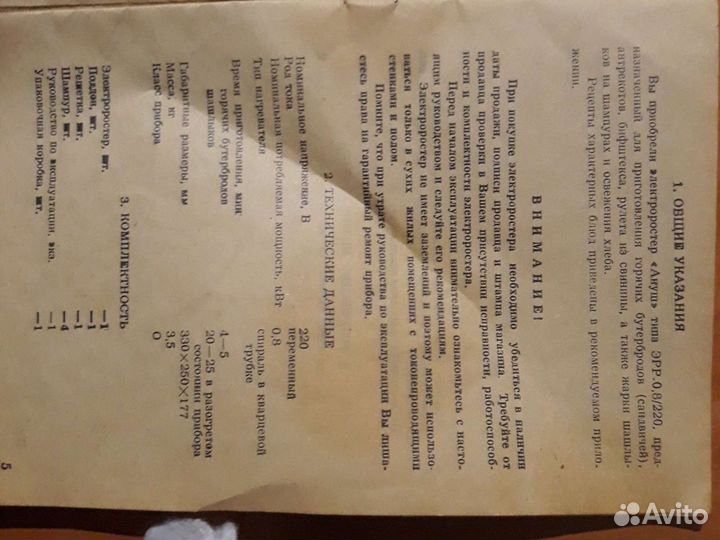 1. ОБЩИЕ УКАЗАНИЯ
Вы приобрели электроростер «Ануш» типа ЭРР.0,8/220, пред-
назначенный для приготовления горячих бутербродов (сандвичей),
антрекотов, бифштекса, рулета из свинины, а также жарки шашлы-
ков на шампурах и освежения хлеба.
Рецепты характерных блюд приведены в рекомендуемом прило-
жении.
ВНИМАНИЕ!
При покупке электроростера необходимо убедиться в наличии
даты продажи, подписи продавца и штампа магазина. Требуйте от
продавца проверки в Вашем присутствии исправности, работоспособ-
ности и комплектности электроростера.
Перед началом эксплуатации внимательно ознакомьтесь с насто-
ящим руководством и следуйте его рекомендациям.
Электроростер не имеет заземлений и поэтому может использо-
ваться только в сухих жилых помещениях с токонепроводящими
стенками и полом.
Помните, что при утрате руководства по эксплуатации Вы лиша-
етесь права на гарантийный ремонт прибора.
2. ТЕХНИЧЕСКИЕ ДАННЫЕ
Номинальное напряжение, В 220
Род тока переменный
Номинальная потребляемая мощность, кВт 0,8
Тип нагревателя спираль в кварцевой
трубке
Время приготовления, мин
горячих бутербродов 4—5
шашлыков 20—25 в разогретом
состоянии прибора
Габаритные размеры, мм 330×250×177
Масса, кг 3,5
Класс прибора О
3. КОМПЛЕКТНОСТЬ
Электроростер, шт. —1
Поддон, шт. —1
Решетка, шт. —1
Шампур, шт. —4
Руководство по эксплуатации, экз. —1
Упаковочная коробка, шт. —1
5
Avito